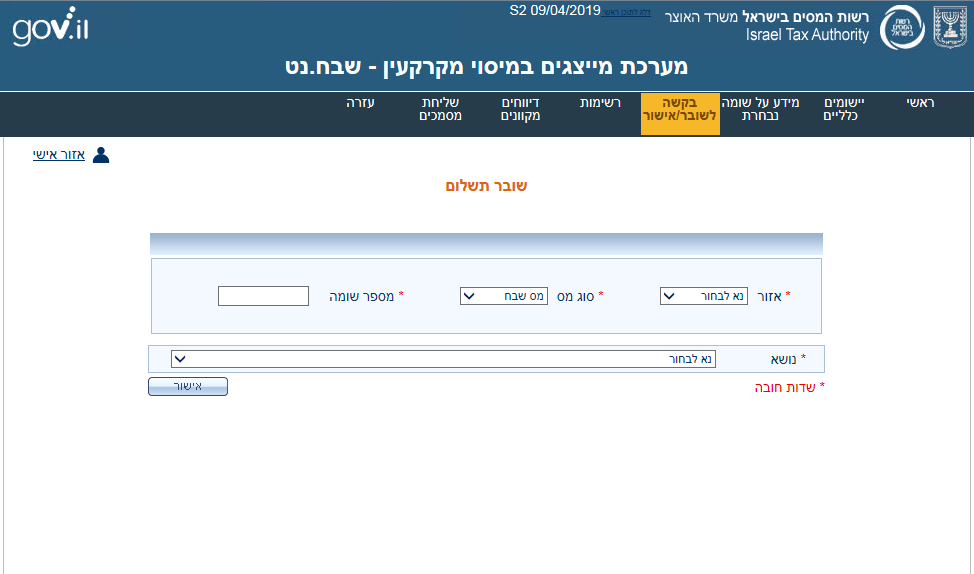 gov.il
S2 09/04/2019
דלג לתוכן ראשי
רשות המסים בישראל משרד האוצר
Israel Tax Authority
רשות המסים בישראל
מערכת מייצגים במיסוי מקרקעין - שבח.נט
ראשי
יישומים כלליים
מידע על שומה נבחרת
בקשה לשובר/אישור
רשימות
דיווחים מקוונים
שליחת מסמכים
עזרה
אזור אישי
שובר תשלום
* אזור נא לבחור * סוג מס מס שבח * מספר שומה
* נושא נא לבחור
* שדות חובה
אישור